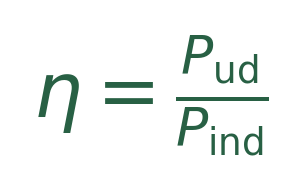 η = P_ud / P_ind